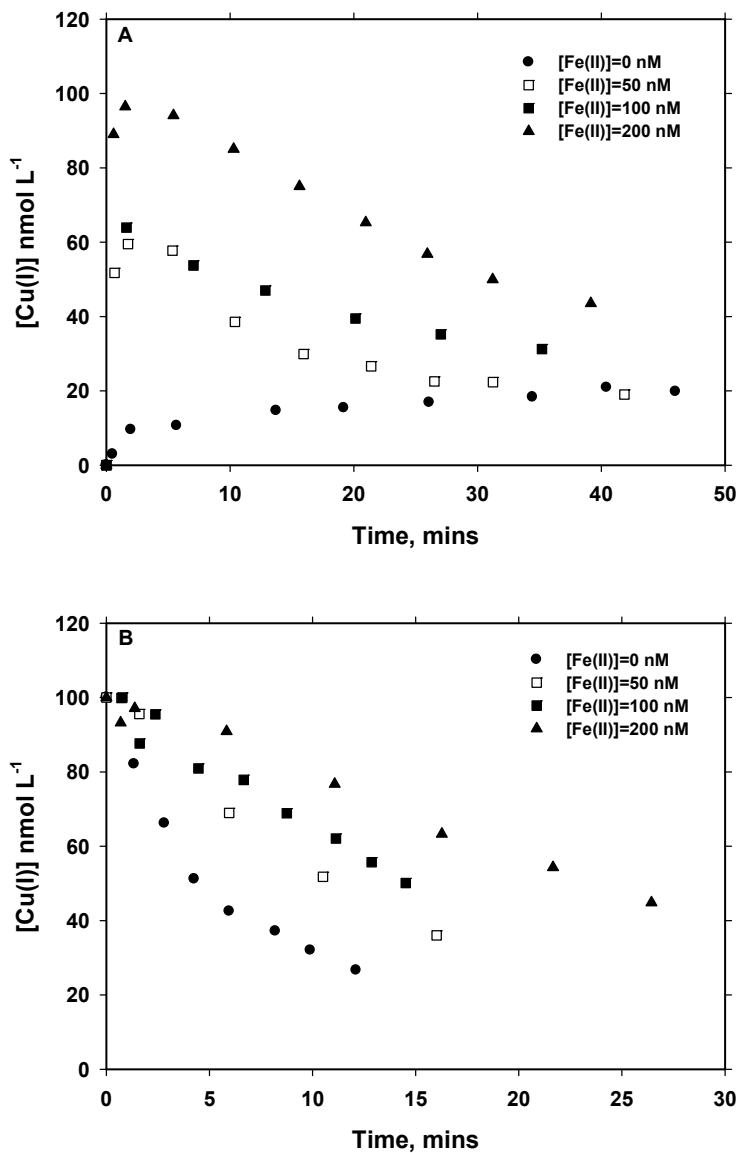 A
[Fe(II)]=0 nM
[Fe(II)]=50 nM
[Fe(II)]=100 nM
[Fe(II)]=200 nM
120
100
80
60
40
20
0
[Cu(I)] nmol L⁻¹
0 10 20 30 40 50
Time, mins
B
[Fe(II)]=0 nM
[Fe(II)]=50 nM
[Fe(II)]=100 nM
[Fe(II)]=200 nM
120
100
80
60
40
20
0
[Cu(I)] nmol L⁻¹
0 5 10 15 20 25 30
Time, mins